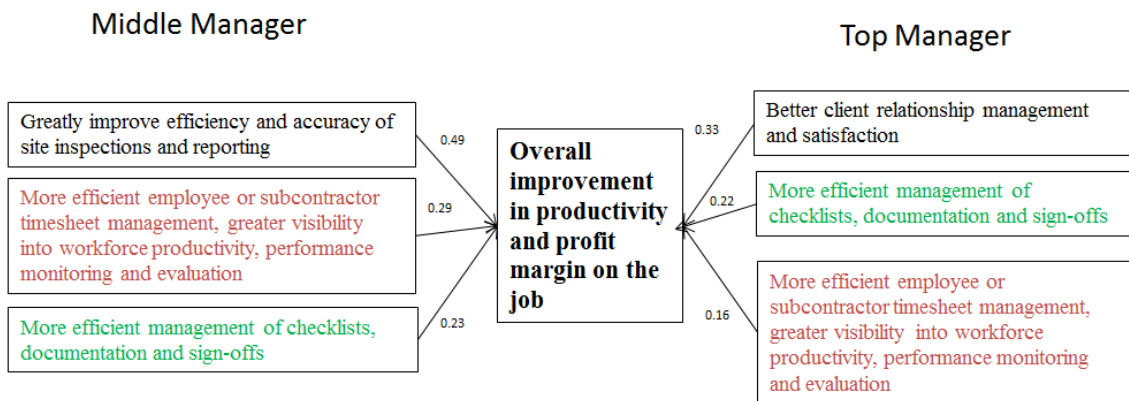 Middle Manager
Top Manager
Greatly improve efficiency and accuracy of
site inspections and reporting
0.49
More efficient employee or subcontractor
timesheet management, greater visibility
into workforce productivity, performance
monitoring and evaluation
0.29
More efficient management of checklists,
documentation and sign-offs
0.23
Overall
improvement
in productivity
and profit
margin on the
job
0.33
Better client relationship management
and satisfaction
0.22
More efficient management of
checklists, documentation and sign-offs
0.16
More efficient employee or
subcontractor timesheet management,
greater visibility into workforce
productivity, performance monitoring
and evaluation